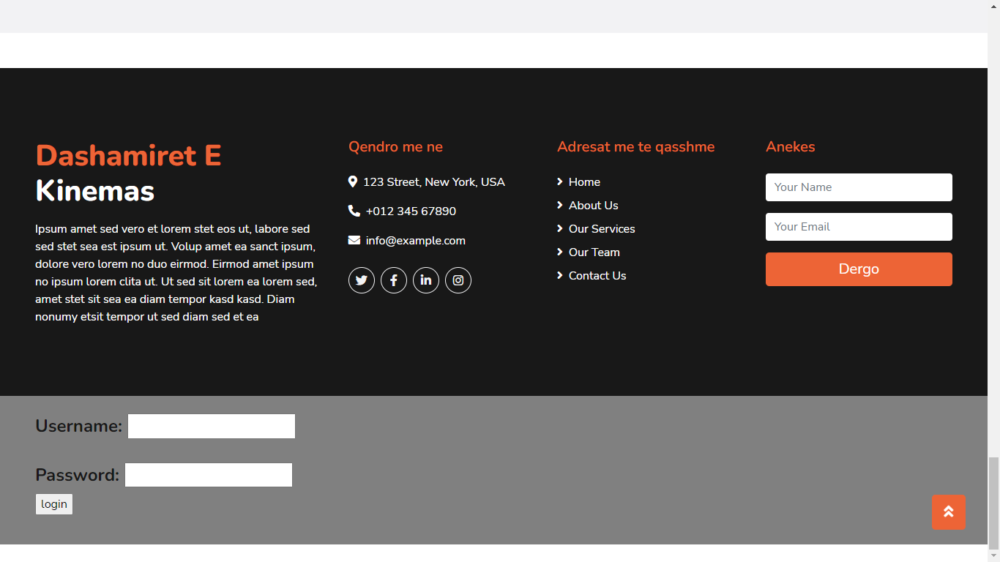 Dashamiret E
Kinemas
Ipsum amet sed vero et lorem stet eos ut, labore sed
sed stet sea est ipsum ut. Volup amet ea sanct ipsum,
dolore vero lorem no duo eirmod. Eirmod amet ipsum
no ipsum lorem clita ut. Ut sed sit lorem ea lorem sed,
amet stet sit sea ea diam tempor kasd kasd. Diam
nonumy etsit tempor ut sed diam sed et ea
Qendro me ne
123 Street, New York, USA
+012 345 67890
info@example.com
Adresat me te qasshme
Home
About Us
Our Services
Our Team
Contact Us
Anekes
Your Name
Your Email
Dergo
Username:
Password:
login